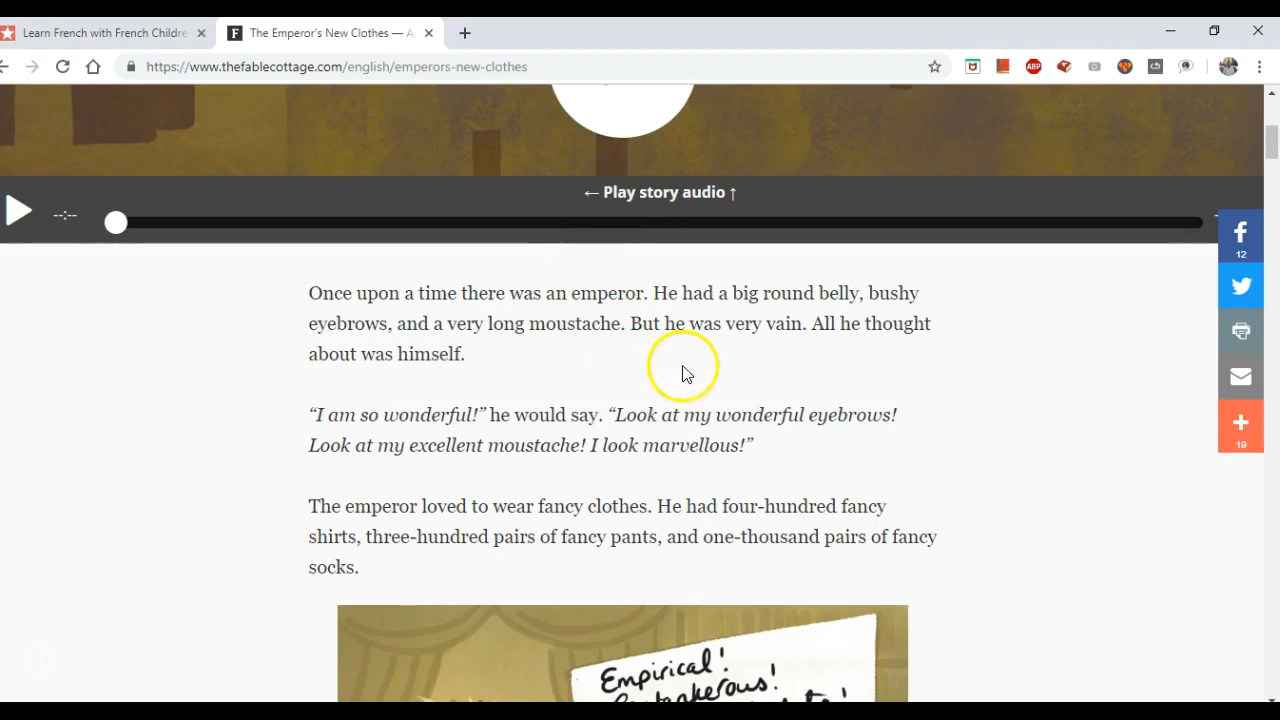 Learn French with French Childre
The Emperor's New Clothes —
https://www.thefablecottage.com/english/emperors-new-clothes
ABP
← Play story audio ↑
--:--
12
19
Once upon a time there was an emperor. He had a big round belly, bushy
eyebrows, and a very long moustache. But he was very vain. All he thought
about was himself.
“I am so wonderful!” he would say. “Look at my wonderful eyebrows!
Look at my excellent moustache! I look marvellous!”
The emperor loved to wear fancy clothes. He had four-hundred fancy
shirts, three-hundred pairs of fancy pants, and one-thousand pairs of fancy
socks.
Empirical!